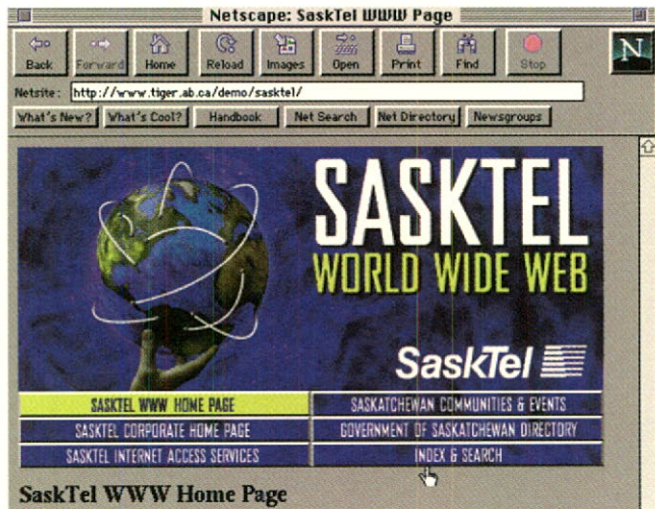 Netscape: SaskTel WWW Page
Back Forward Home Reload Images Open Print Find Stop N
Netsite: http://www.tiger.ab.ca/demo/sasktel/
What's New? What's Cool? Handbook Net Search Net Directory Newsgroups
SASKTEL
WORLD WIDE WEB
SaskTel
SASKTEL WWW HOME PAGE SASKATCHEWAN COMMUNITIES & EVENTS
SASKTEL CORPORATE HOME PAGE GOVERNMENT OF SASKATCHEWAN DIRECTORY
SASKTEL INTERNET ACCESS SERVICES INDEX & SEARCH
SaskTel WWW Home Page